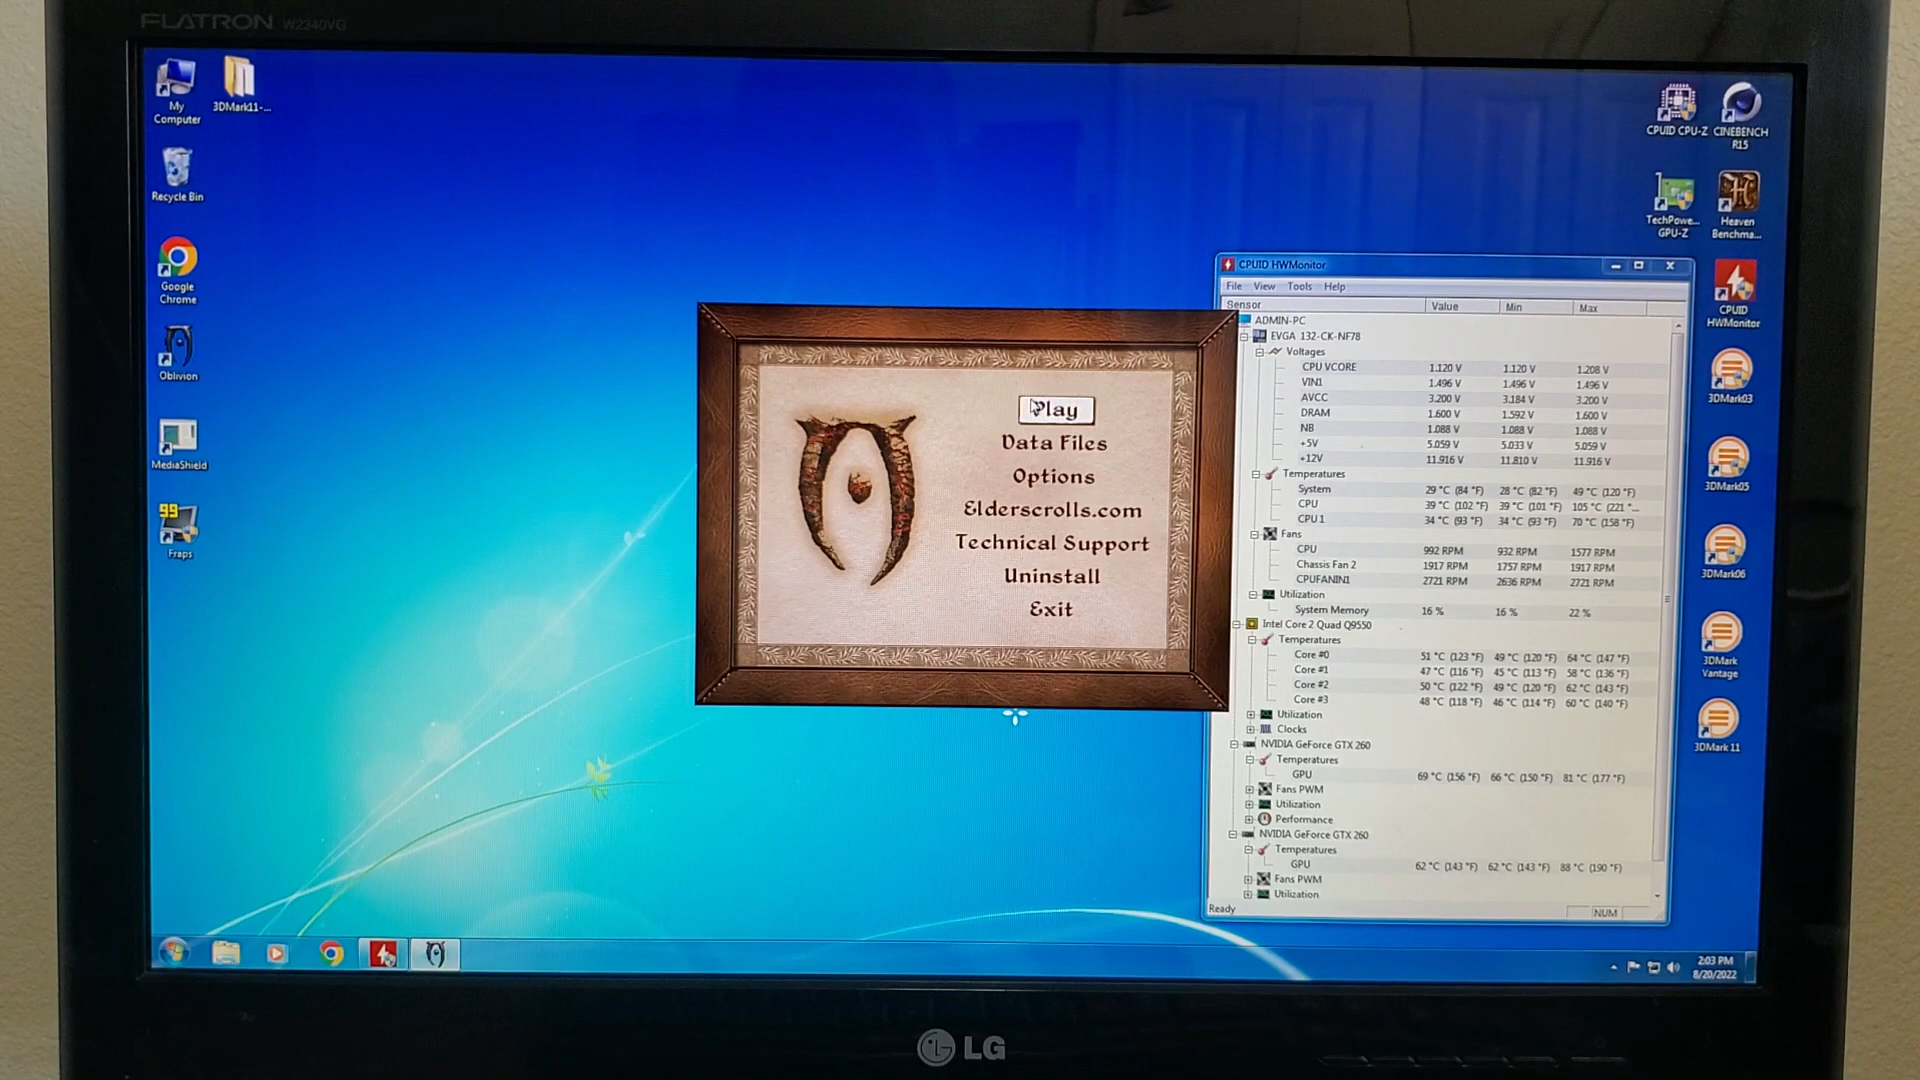 FLATRON W2340VG
My Computer
3DMark11-...
Recycle Bin
Google Chrome
Oblivion
MediaShield
99
Fraps
CPUID CPU-Z
CINEBENCH R15
TechPowe... GPU-Z
Heaven Benchma...
CPUID HWMonitor
3DMark03
3DMark05
3DMark06
3DMark Vantage
3DMark 11
Play
Data Files
Options
Elderscrolls.com
Technical Support
Uninstall
Exit
CPUID HWMonitor
File View Tools Help
Sensor Value Min Max
ADMIN-PC
EVGA 132-CK-NF78
Voltages
CPU VCORE 1.120 V 1.120 V 1.208 V
VIN1 1.496 V 1.496 V 1.496 V
AVCC 3.200 V 3.184 V 3.200 V
DRAM 1.600 V 1.592 V 1.600 V
NB 1.088 V 1.088 V 1.088 V
+5V 5.059 V 5.033 V 5.059 V
+12V 11.916 V 11.810 V 11.916 V
Temperatures
System 29 °C (84 °F) 28 °C (82 °F) 49 °C (120 °F)
CPU 39 °C (102 °F) 39 °C (101 °F) 105 °C (221 °...
CPU 1 34 °C (93 °F) 34 °C (93 °F) 70 °C (158 °F)
Fans
CPU 992 RPM 932 RPM 1577 RPM
Chassis Fan 2 1917 RPM 1757 RPM 1917 RPM
CPUFANIN1 2721 RPM 2636 RPM 2721 RPM
Utilization
System Memory 16 % 16 % 22 %
Intel Core 2 Quad Q9550
Temperatures
Core #0 51 °C (123 °F) 49 °C (120 °F) 64 °C (147 °F)
Core #1 47 °C (116 °F) 45 °C (113 °F) 58 °C (136 °F)
Core #2 50 °C (122 °F) 49 °C (120 °F) 62 °C (143 °F)
Core #3 48 °C (118 °F) 46 °C (114 °F) 60 °C (140 °F)
Utilization
Clocks
NVIDIA GeForce GTX 260
Temperatures
GPU 69 °C (156 °F) 66 °C (150 °F) 81 °C (177 °F)
Fans PWM
Utilization
Performance
NVIDIA GeForce GTX 260
Temperatures
GPU 62 °C (143 °F) 62 °C (143 °F) 88 °C (190 °F)
Fans PWM
Utilization
Ready NUM
2:03 PM
8/20/2022
LG